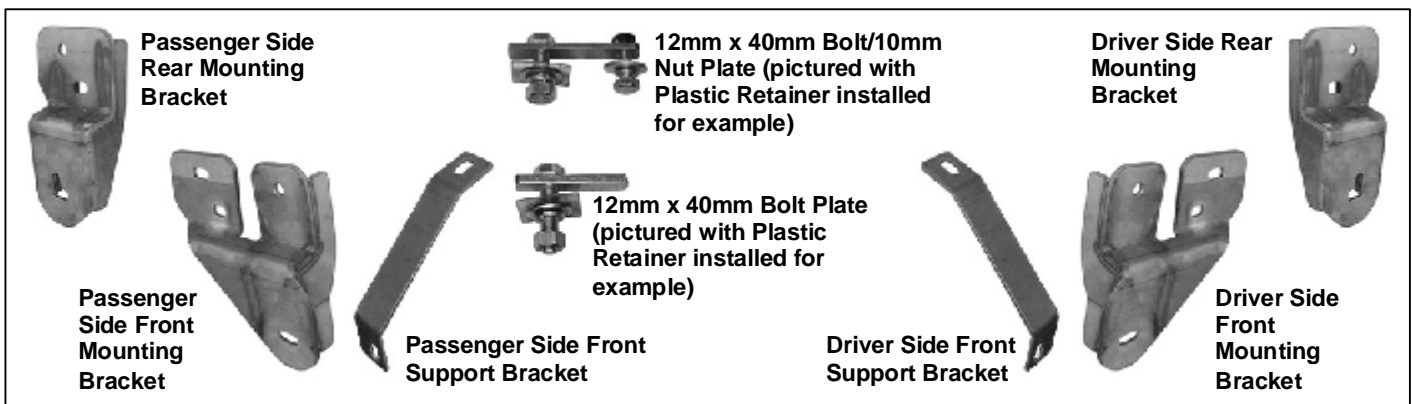 Passenger Side
Rear Mounting
Bracket
12mm x 40mm Bolt/10mm
Nut Plate (pictured with
Plastic Retainer installed
for example)
Driver Side Rear
Mounting
Bracket
12mm x 40mm Bolt Plate
(pictured with Plastic
Retainer installed for
example)
Passenger
Side Front
Mounting
Bracket
Passenger Side Front
Support Bracket
Driver Side Front
Support Bracket
Driver Side
Front
Mounting
Bracket